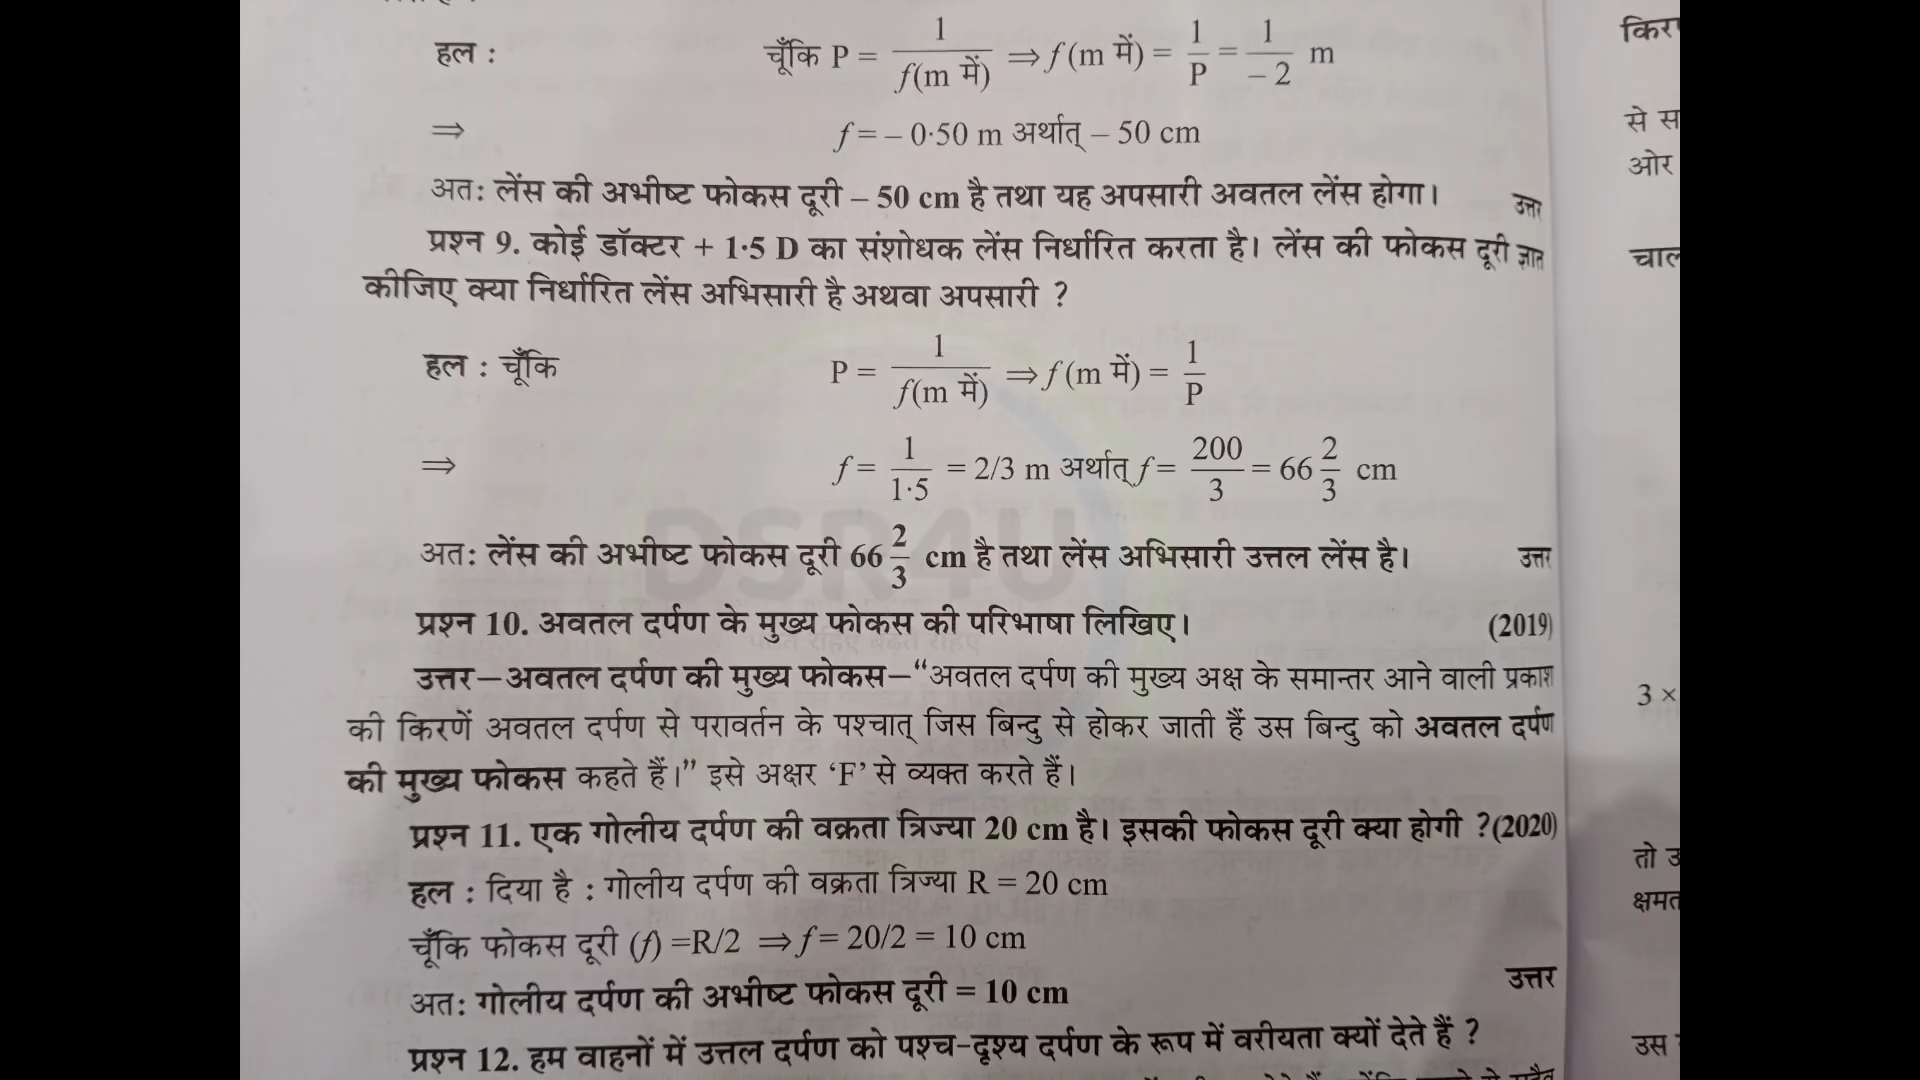 हल : चूँकि P = 1/f(m में) ⇒ f (m में) = 1/P = 1/– 2 m
⇒ f = – 0·50 m अर्थात् – 50 cm
अतः लेंस की अभीष्ट फोकस दूरी – 50 cm है तथा यह अपसारी अवतल लेंस होगा। उत्तर
प्रश्न 9. कोई डॉक्टर + 1·5 D का संशोधक लेंस निर्धारित करता है। लेंस की फोकस दूरी ज्ञात
कीजिए क्या निर्धारित लेंस अभिसारी है अथवा अपसारी ?
हल : चूँकि P = 1/f(m में) ⇒ f (m में) = 1/P
⇒ f = 1/1·5 = 2/3 m अर्थात् f = 200/3 = 66 2/3 cm
अतः लेंस की अभीष्ट फोकस दूरी 66 2/3 cm है तथा लेंस अभिसारी उत्तल लेंस है। उत्तर
DSR4U
प्रश्न 10. अवतल दर्पण के मुख्य फोकस की परिभाषा लिखिए। (2019)
उत्तर—अवतल दर्पण की मुख्य फोकस—“अवतल दर्पण की मुख्य अक्ष के समान्तर आने वाली प्रकाश
की किरणें अवतल दर्पण से परावर्तन के पश्चात् जिस बिन्दु से होकर जाती हैं उस बिन्दु को अवतल दर्पण
की मुख्य फोकस कहते हैं।” इसे अक्षर ‘F’ से व्यक्त करते हैं।
प्रश्न 11. एक गोलीय दर्पण की वक्रता त्रिज्या 20 cm है। इसकी फोकस दूरी क्या होगी ?(2020)
हल : दिया है : गोलीय दर्पण की वक्रता त्रिज्या R = 20 cm
चूँकि फोकस दूरी (f) =R/2 ⇒ f = 20/2 = 10 cm
अतः गोलीय दर्पण की अभीष्ट फोकस दूरी = 10 cm उत्तर
प्रश्न 12. हम वाहनों में उत्तल दर्पण को पश्च-दृश्य दर्पण के रूप में वरीयता क्यों देते हैं ?
से स
ओर
चाल
3 ×
तो उ
क्षमत
उस